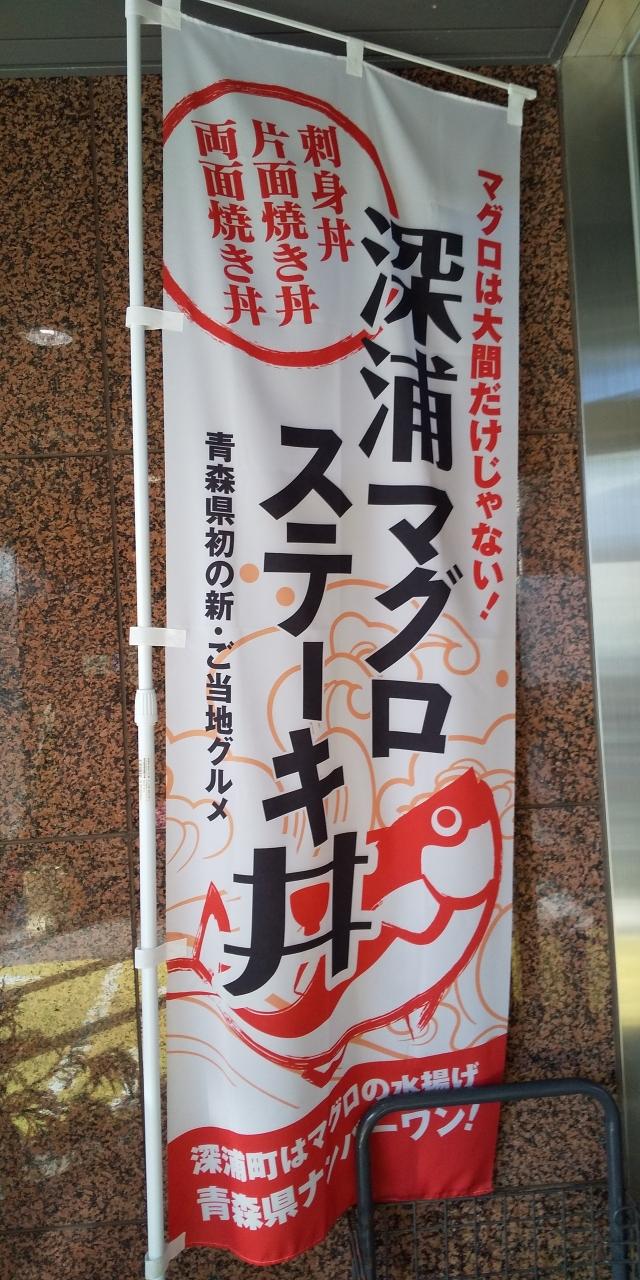 マグロは大間だけじゃない!
深浦マグロ
ステーキ丼
刺身丼
片面焼き丼
両面焼き丼
青森県初の新・ご当地グルメ
深浦町はマグロの水揚げ
青森県ナンバーワン!